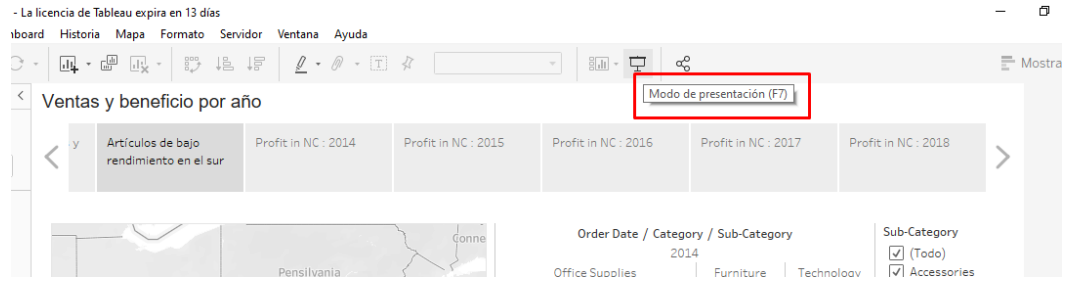 - La licencia de Tableau expira en 13 días
hboard Historia Mapa Formato Servidor Ventana Ayuda
T
Mostra
Modo de presentación (F7)
Ventas y beneficio por año
y
Artículos de bajo
rendimiento en el sur
Profit in NC : 2014
Profit in NC : 2015
Profit in NC : 2016
Profit in NC : 2017
Profit in NC : 2018
Conne
Pensilvania
Order Date / Category / Sub-Category
2014
Office Supplies Furniture Technology
Sub-Category
(Todo)
Accessories